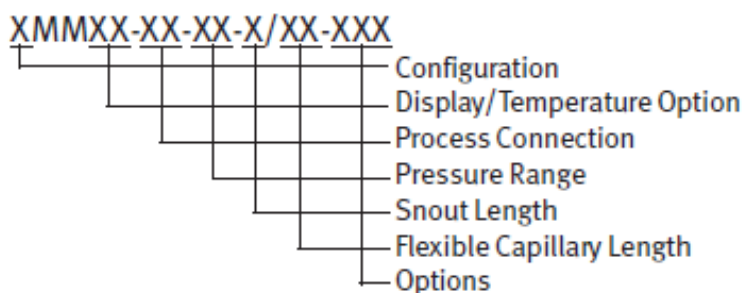 XMMXX-XX-XX-X/XX-XXX
Configuration
Display/Temperature Option
Process Connection
Pressure Range
Snout Length
Flexible Capillary Length
Options